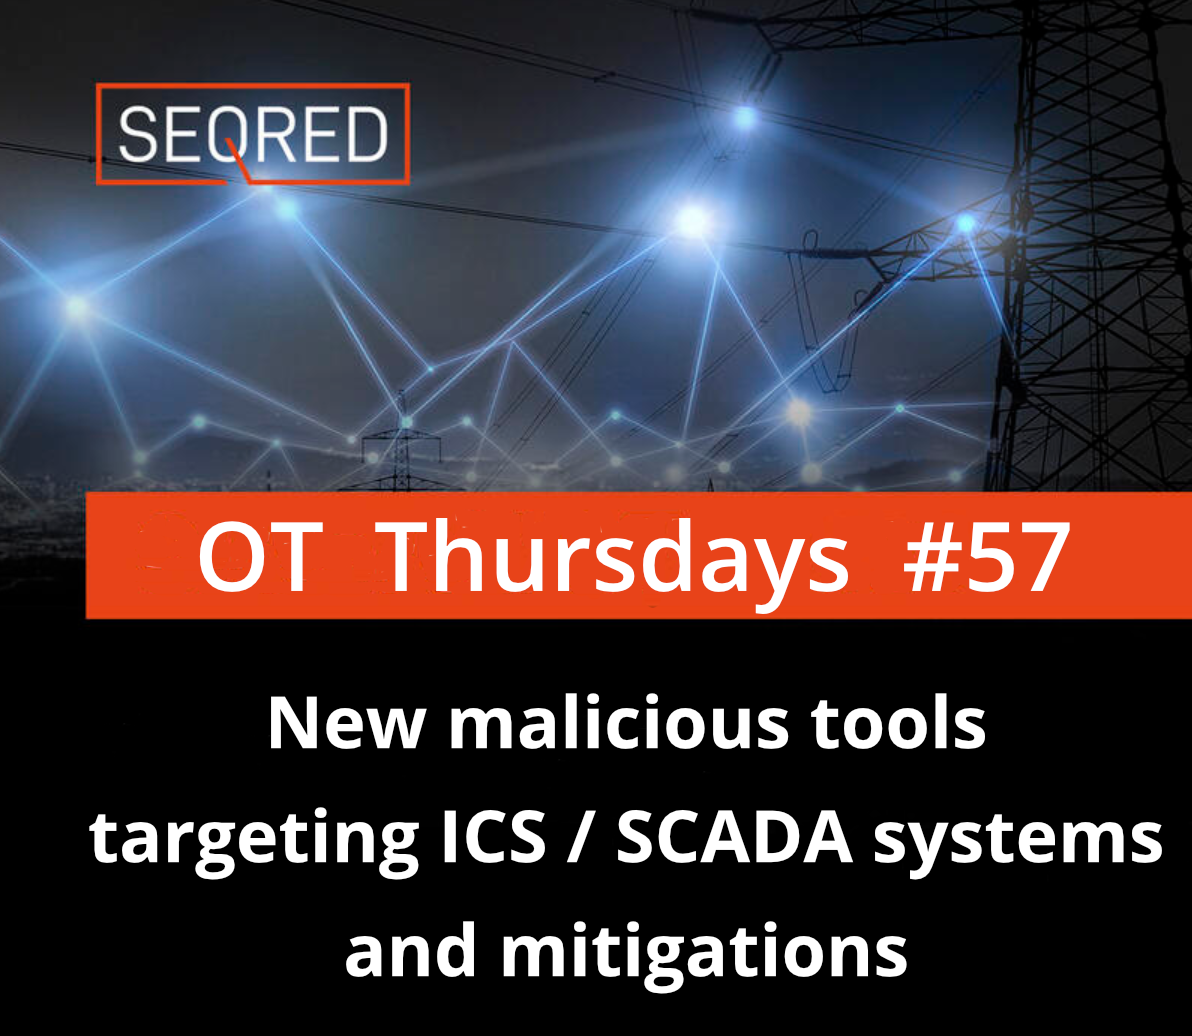 SEQRED
OT Thursdays #57
New malicious tools
targeting ICS / SCADA systems
and mitigations